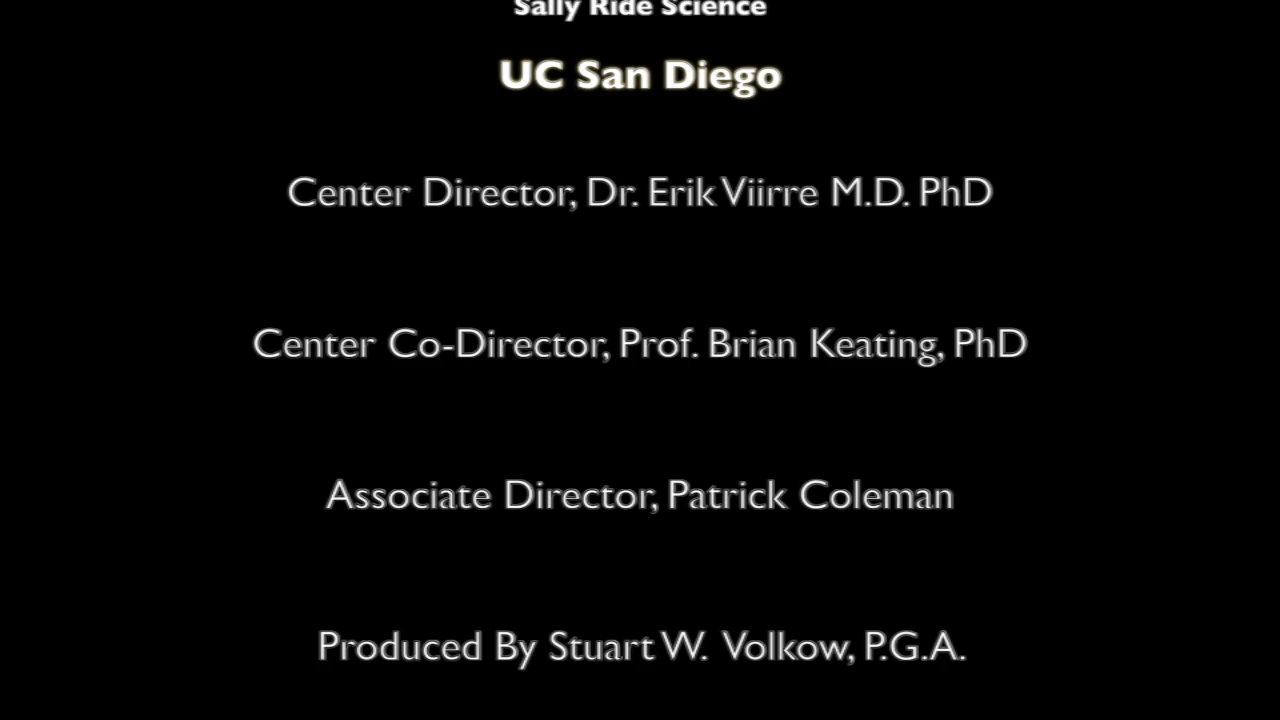 Sally Ride Science
UC San Diego
Center Director, Dr. Erik Viirre M.D. PhD
Center Co-Director, Prof. Brian Keating, PhD
Associate Director, Patrick Coleman
Produced By Stuart W. Volkow, P.G.A.